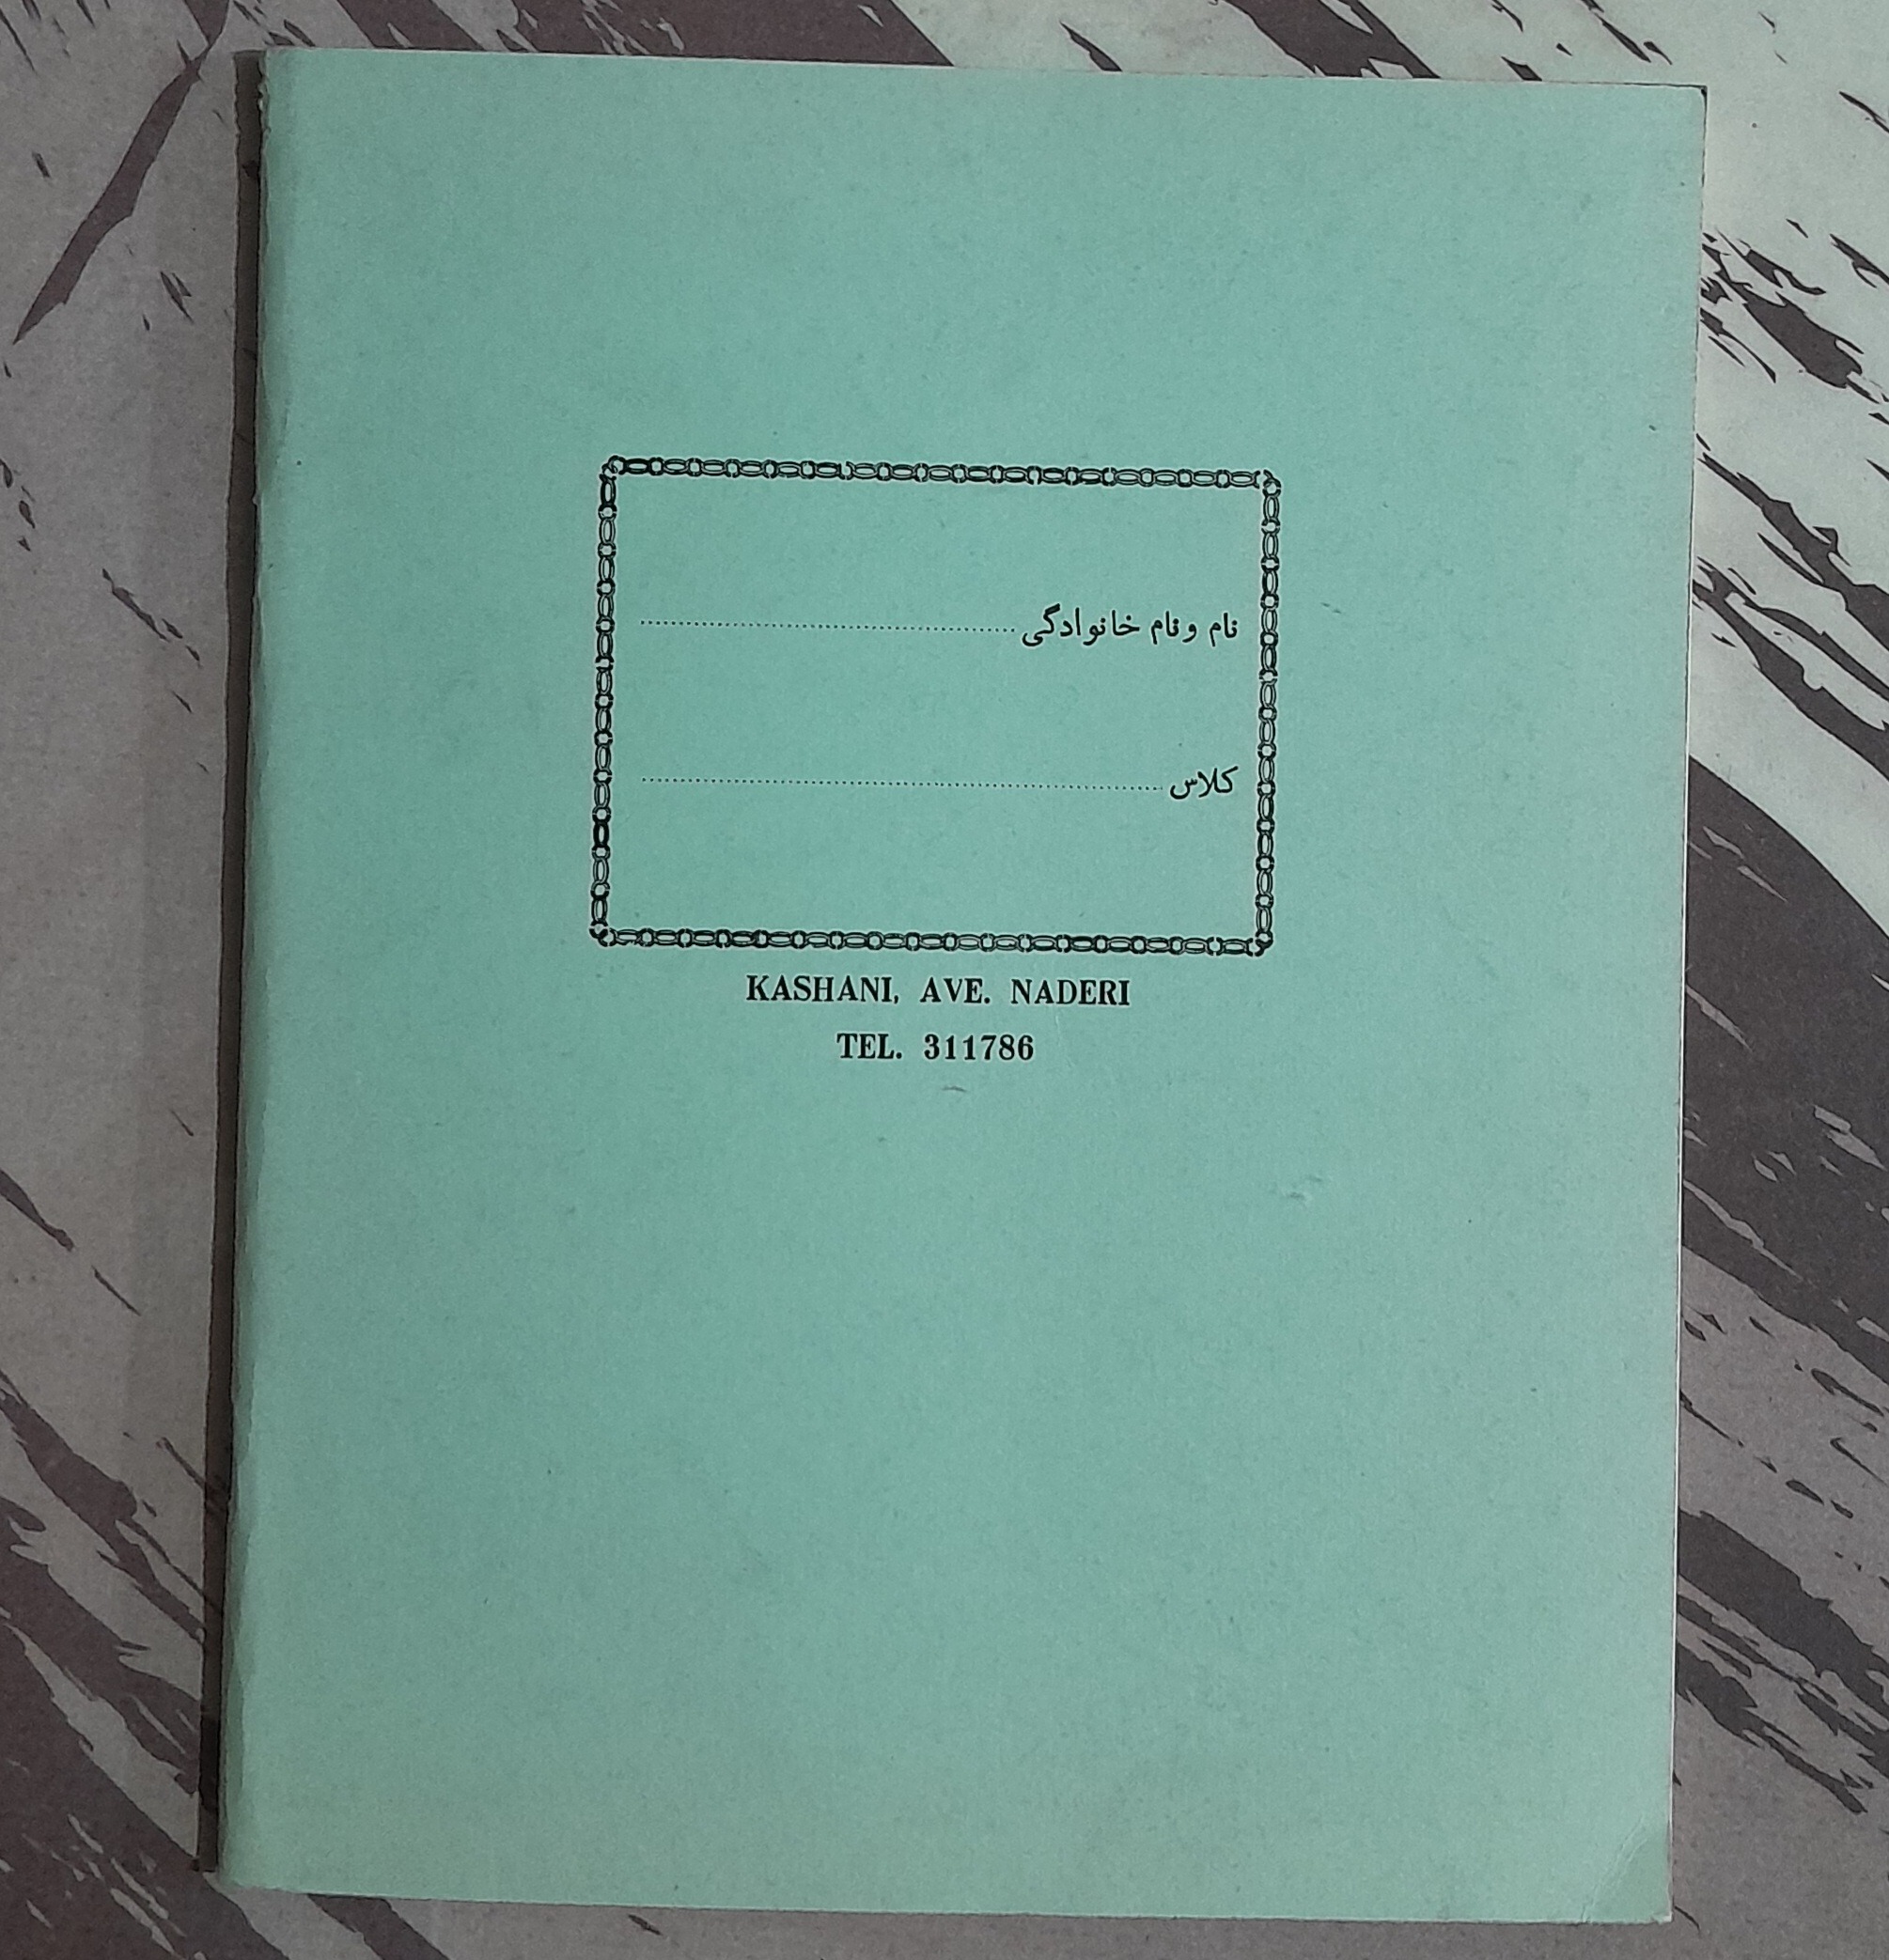 نام و نام خانوادگی ........................
کلاس ........................
KASHANI, AVE. NADERI
TEL. 311786